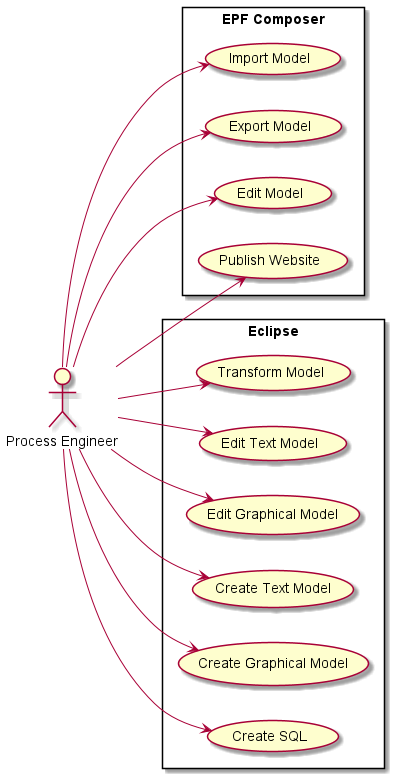 EPF Composer
Import Model
Export Model
Edit Model
Publish Website
Eclipse
Transform Model
Process Engineer
Edit Text Model
Edit Graphical Model
Create Text Model
Create Graphical Model
Create SQL